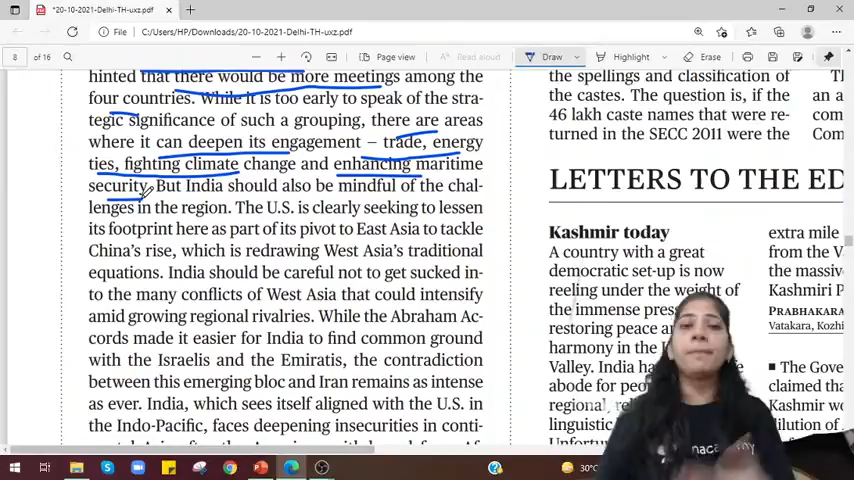 *20-10-2021-Delhi-TH-uxz.pdf
File
C:/Users/HP/Downloads/20-10-2021-Delhi-TH-uxz.pdf
8
of 16
Page view
Read aloud
Draw
Highlight
Erase
hinted that there would be more meetings among the
four countries. While it is too early to speak of the stra-
tegic significance of such a grouping, there are areas
where it can deepen its engagement – trade, energy
ties, fighting climate change and enhancing maritime
security. But India should also be mindful of the chal-
lenges in the region. The U.S. is clearly seeking to lessen
its footprint here as part of its pivot to East Asia to tackle
China's rise, which is redrawing West Asia's traditional
equations. India should be careful not to get sucked in-
to the many conflicts of West Asia that could intensify
amid growing regional rivalries. While the Abraham Ac-
cords made it easier for India to find common ground
with the Israelis and the Emiratis, the contradiction
between this emerging bloc and Iran remains as intense
as ever. India, which sees itself aligned with the U.S. in
the Indo-Pacific, faces deepening insecurities in conti-
the spellings and classification of
the castes. The question is, if the
46 lakh caste names that were re-
turned in the SECC 2011 were the
an a
com
Com
LETTERS TO THE ED
Kashmir today
A country with a great
democratic set-up is now
reeling under the weight of
the immense press
restoring peace
harmony in the
Valley. India
abode for
regional,
linguistic
extra mile
from the V
the massiv
Kashmiri P
PRABHAKARA
Vatakara, Kozhi
■ The Gove
claimed tha
Kashmir wo
dilution of
30°